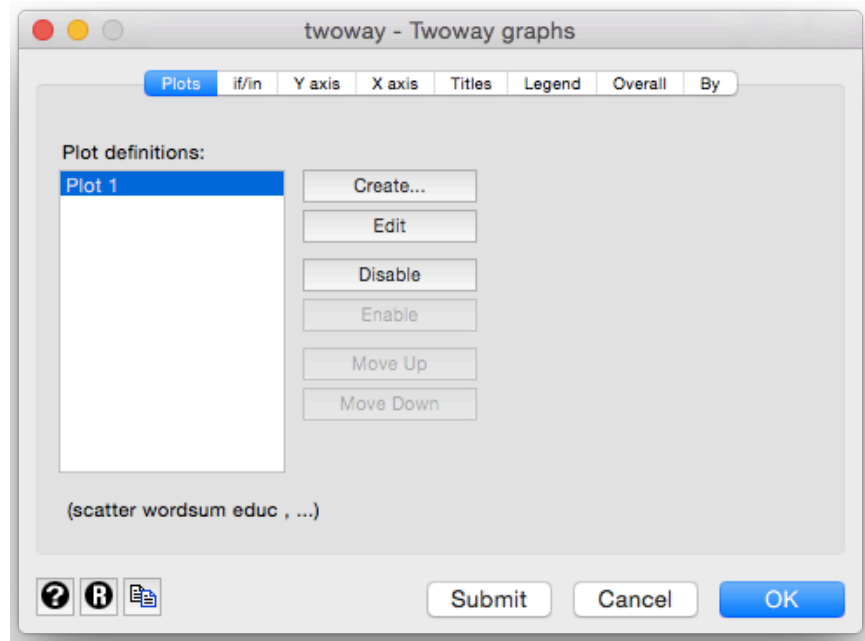 twoway - Twoway graphs
Plots if/in Y axis X axis Titles Legend Overall By
Plot definitions:
Plot 1
Create...
Edit
Disable
Enable
Move Up
Move Down
(scatter wordsum educ , ...)
? R Submit Cancel OK